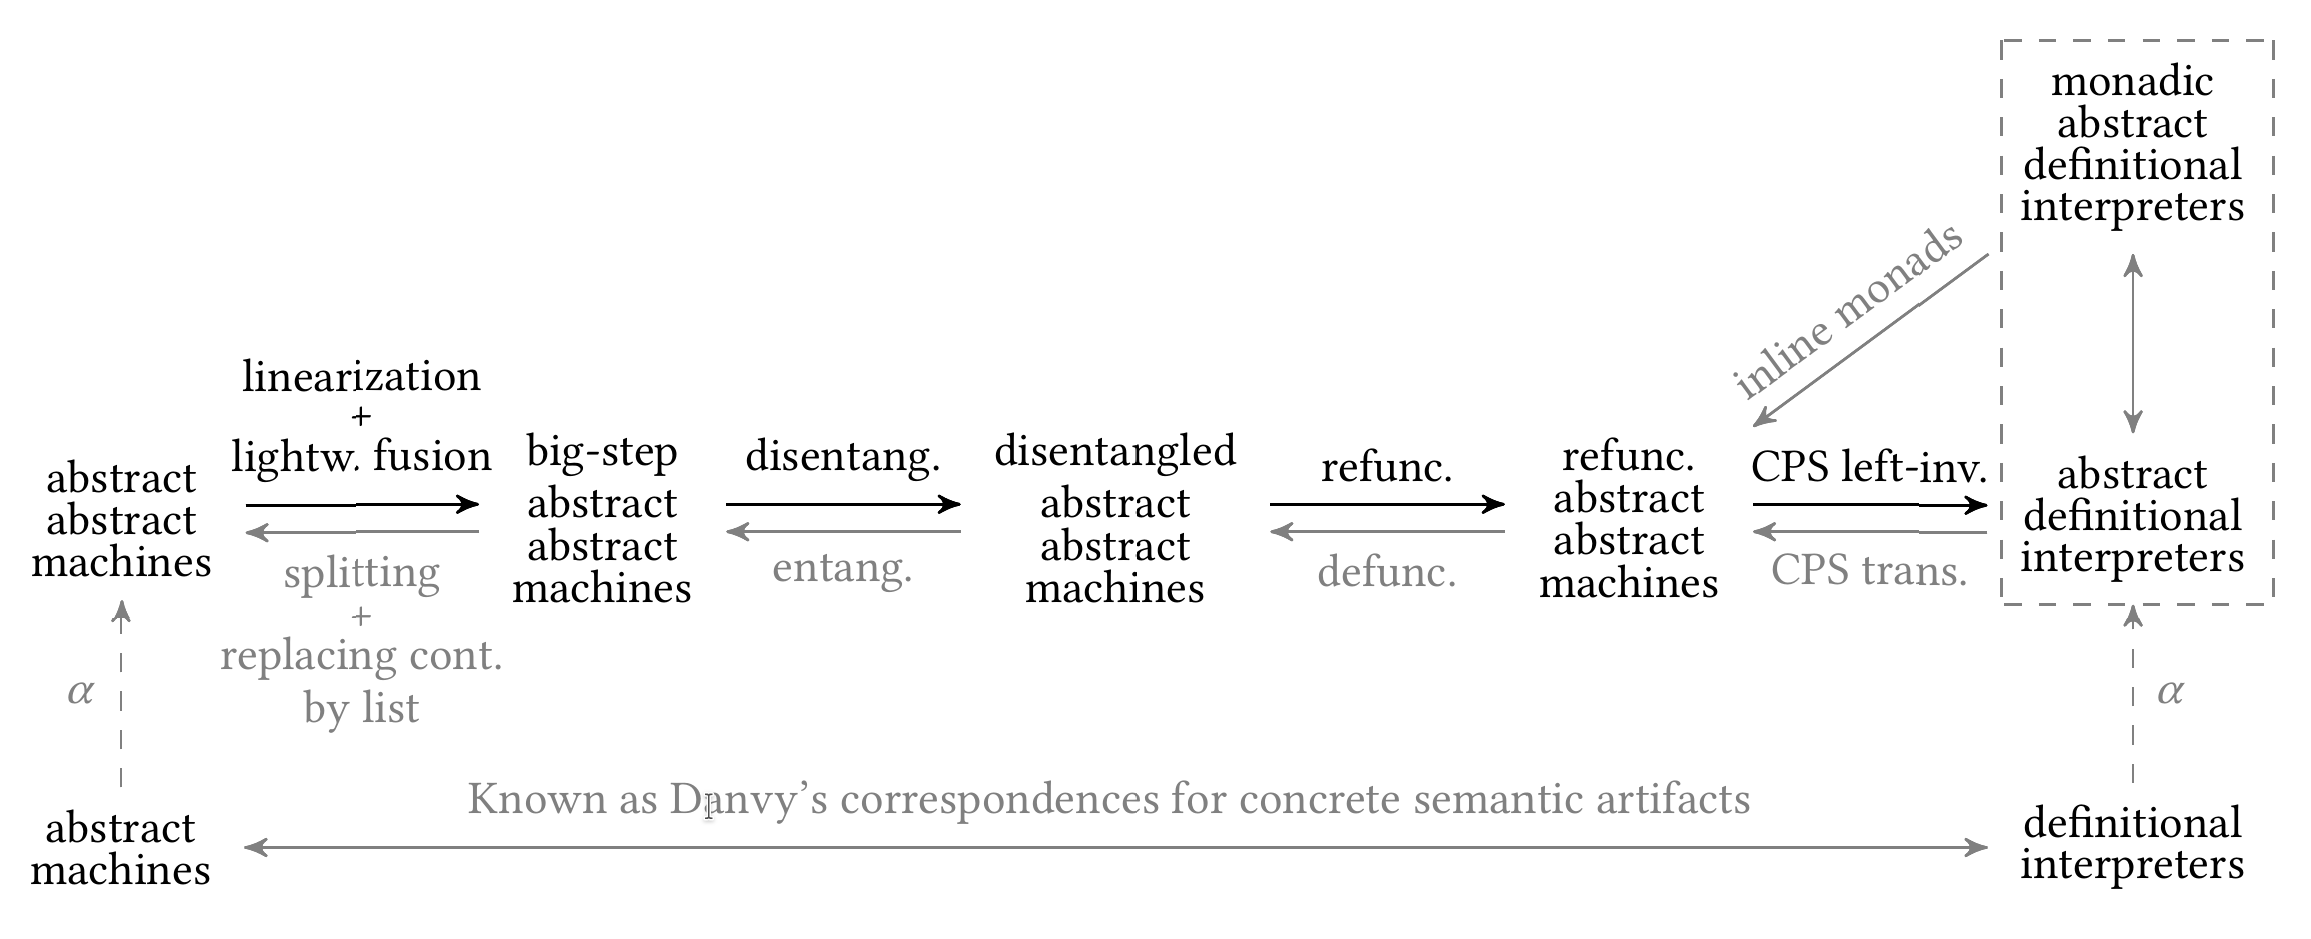 monadic
abstract
definitional
interpreters
inline monads
linearization
+
lightw. fusion
splitting
+
replacing cont.
by list
abstract
abstract
machines
big-step
abstract
abstract
machines
disentang.
entang.
disentangled
abstract
abstract
machines
refunc.
defunc.
refunc.
abstract
abstract
machines
CPS left-inv.
CPS trans.
abstract
definitional
interpreters
α
α
Known as Danvy's correspondences for concrete semantic artifacts
abstract
machines
definitional
interpreters